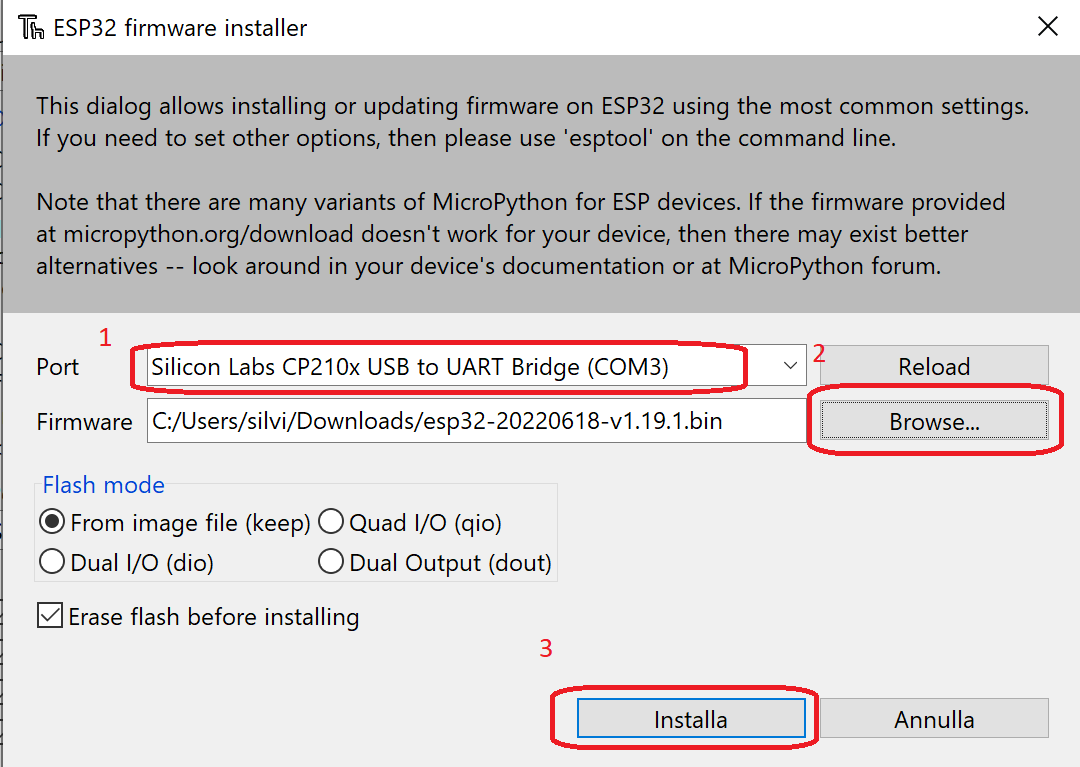 ESP32 firmware installer
This dialog allows installing or updating firmware on ESP32 using the most common settings.
If you need to set other options, then please use 'esptool' on the command line.
Note that there are many variants of MicroPython for ESP devices. If the firmware provided
at micropython.org/download doesn't work for your device, then there may exist better
alternatives -- look around in your device's documentation or at MicroPython forum.
1
Port Silicon Labs CP210x USB to UART Bridge (COM3) 2 Reload
Firmware C:/Users/silvi/Downloads/esp32-20220618-v1.19.1.bin Browse...
Flash mode
From image file (keep) Quad I/O (qio)
Dual I/O (dio) Dual Output (dout)
Erase flash before installing
3
Installa Annulla